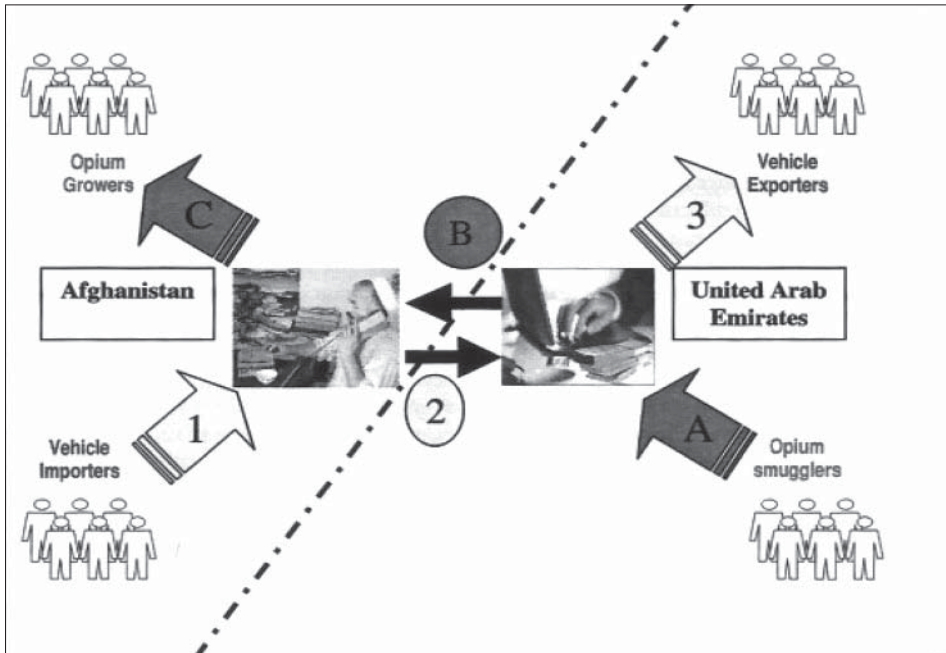 Opium
Growers
C
Vehicle
Exporters
3
B
Afghanistan
United Arab
Emirates
2
1
Vehicle
Importers
A
Opium
smugglers